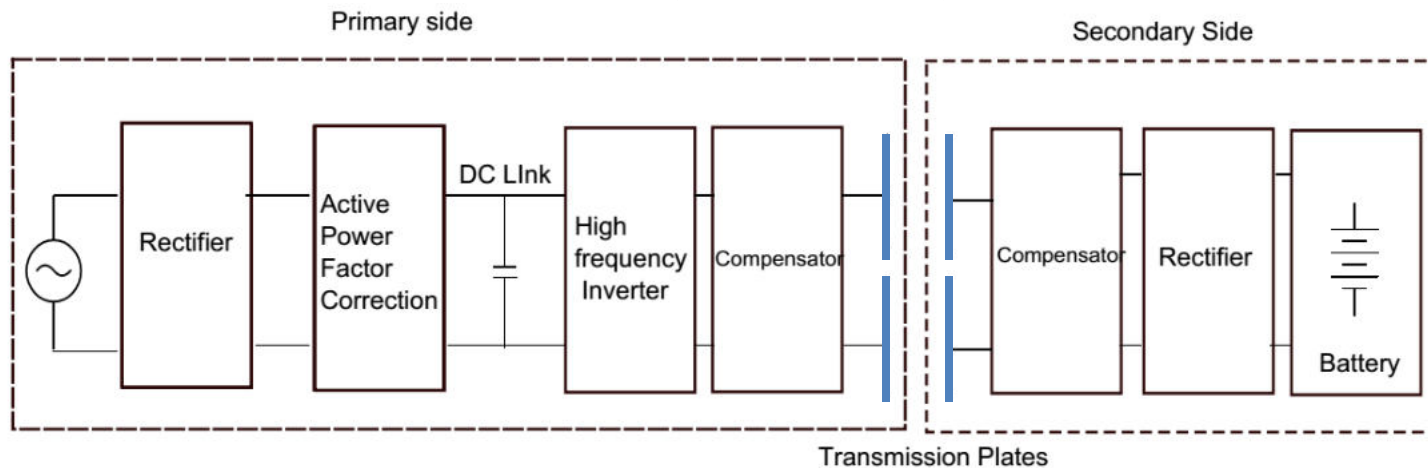 Primary side
Secondary Side
Rectifier
Active
Power
Factor
Correction
DC LInk
High
frequency
Inverter
Compensator
Compensator
Rectifier
Battery
Transmission Plates